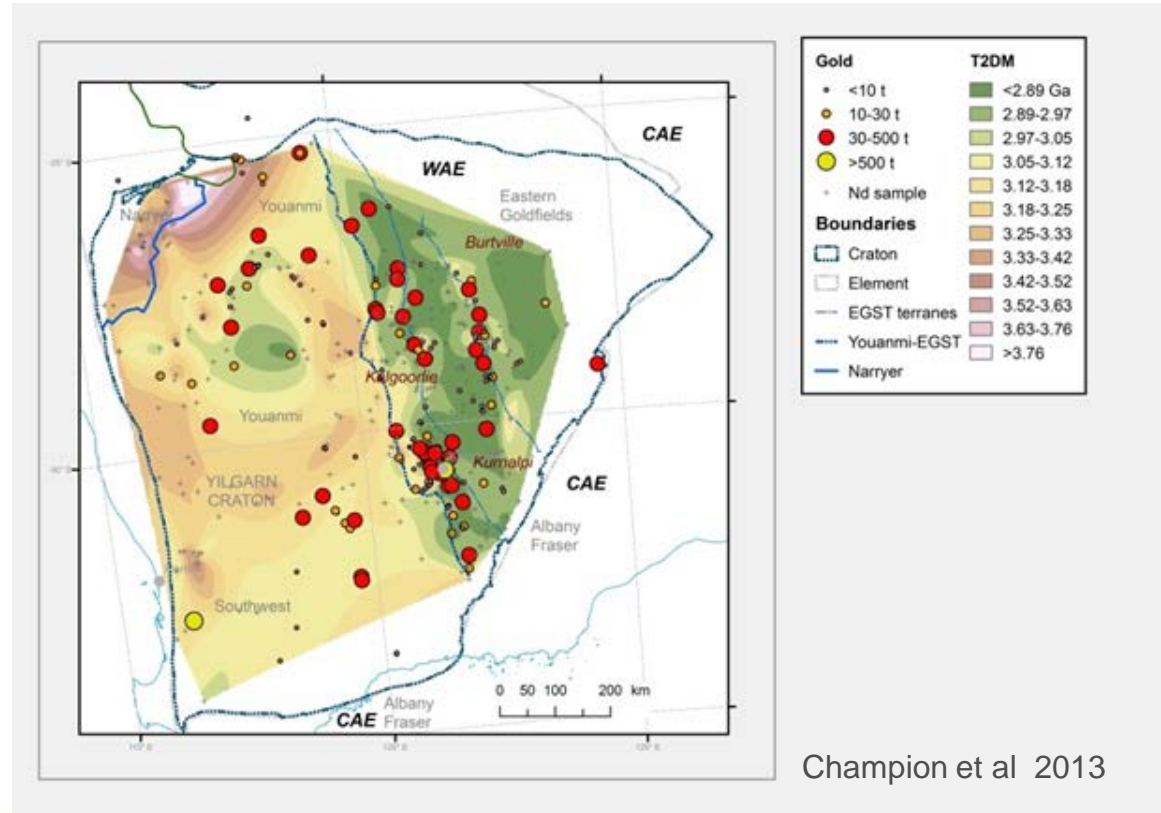 CAE
WAE
Youanmi
Eastern
Goldfields
Burtville
Kalgoorlie
Youanmi
YILGARN
CRATON
Kurnalpi
CAE
Albany
Fraser
Southwest
0 50 100 200 km
Albany
CAE Fraser
120° E
Gold
<10 t
10-30 t
30-500 t
>500 t
Nd sample
Boundaries
Craton
Element
EGST terranes
Youanmi-EGST
Narryer
T2DM
<2.89 Ga
2.89-2.97
2.97-3.05
3.05-3.12
3.12-3.18
3.18-3.25
3.25-3.33
3.33-3.42
3.42-3.52
3.52-3.63
3.63-3.76
>3.76
Champion et al 2013